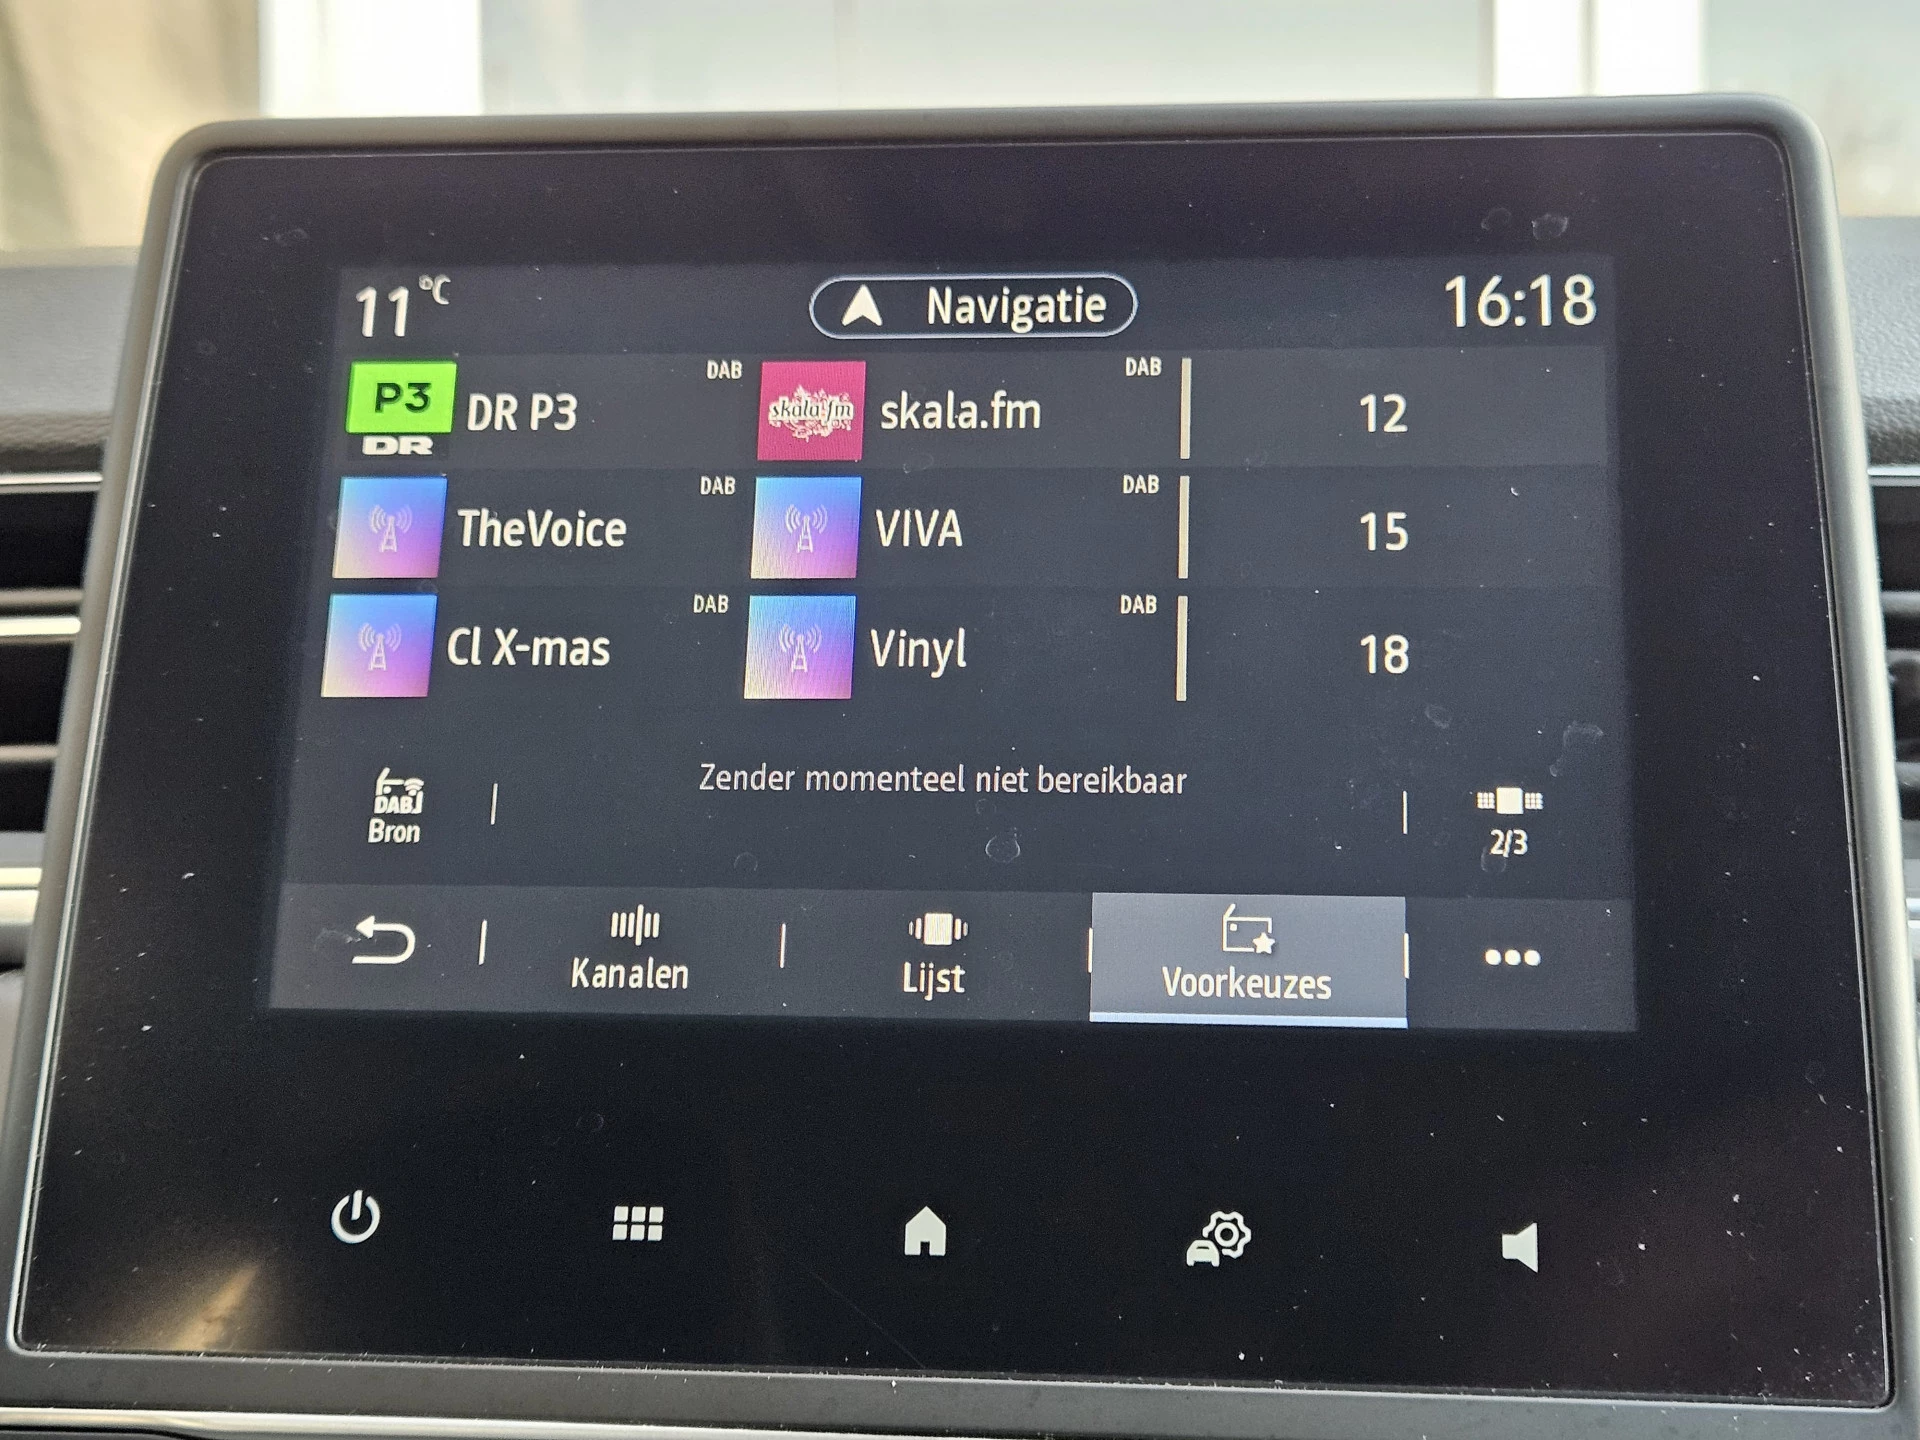 11 °C
Navigatie
16:18
P3
DR
DR P3
DAB
skala.fm
skala.fm
DAB
12
TheVoice
DAB
VIVA
DAB
15
Cl X-mas
DAB
Vinyl
DAB
18
DAB
Bron
Zender momenteel niet bereikbaar
2/3
Kanalen
Lijst
Voorkeuzes